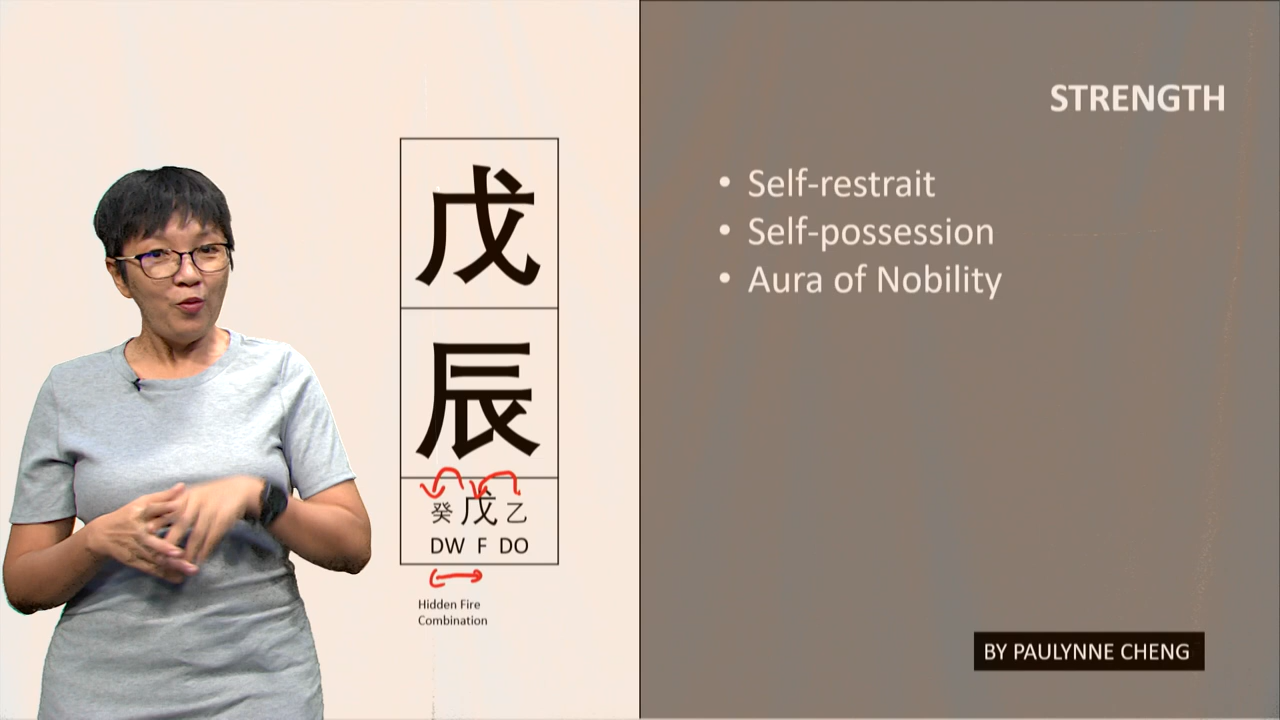 戊
辰
癸 戊 乙
DW F DO
Hidden Fire
Combination
STRENGTH
• Self-restrait
• Self-possession
• Aura of Nobility
BY PAULYNNE CHENG